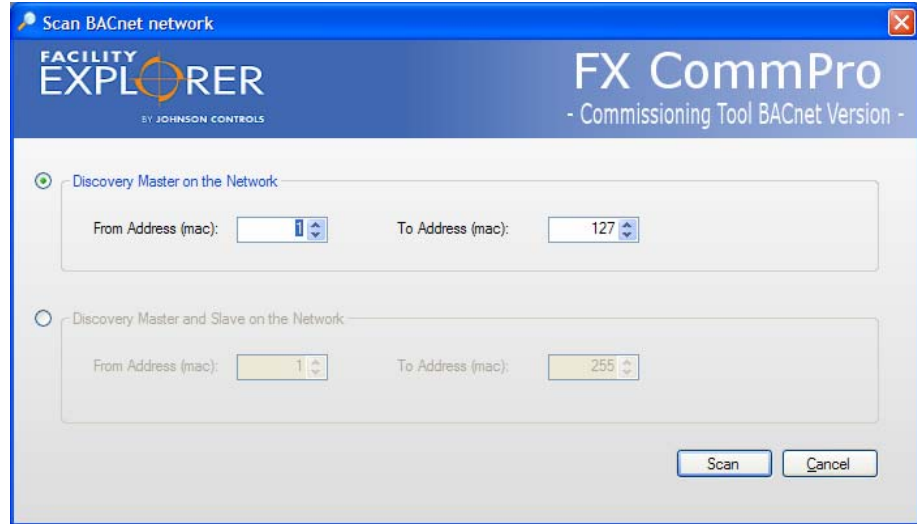 Scan BACnet network
FACILITY
EXPLORER
BY JOHNSON CONTROLS
FX CommPro
- Commissioning Tool BACnet Version -
Discovery Master on the Network
From Address (mac): 1 To Address (mac): 127
Discovery Master and Slave on the Network
From Address (mac): 1 To Address (mac): 255
Scan Cancel